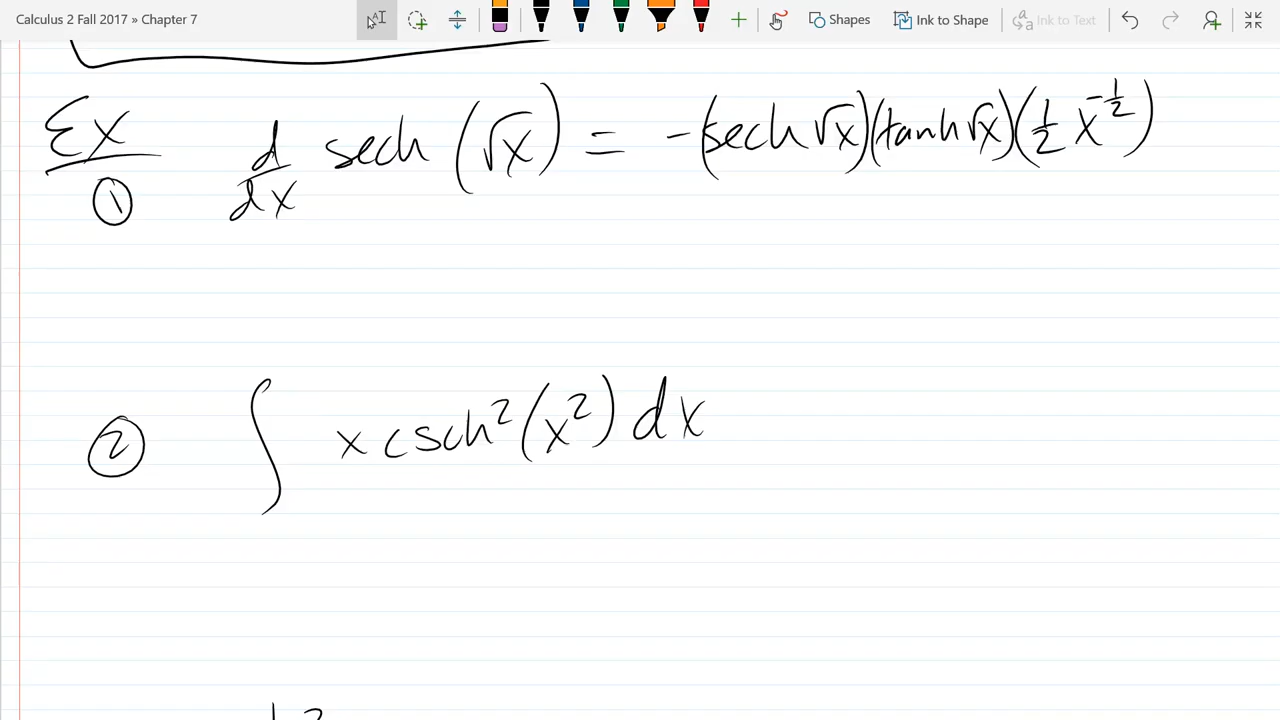 Calculus 2 Fall 2017 » Chapter 7
Shapes Ink to Shape Ink to Text
Ex d/dx sech (√x) = -(sech √x)(tanh √x)(1/2 x^-1/2)
①
② ∫ x csch²(x²) dx